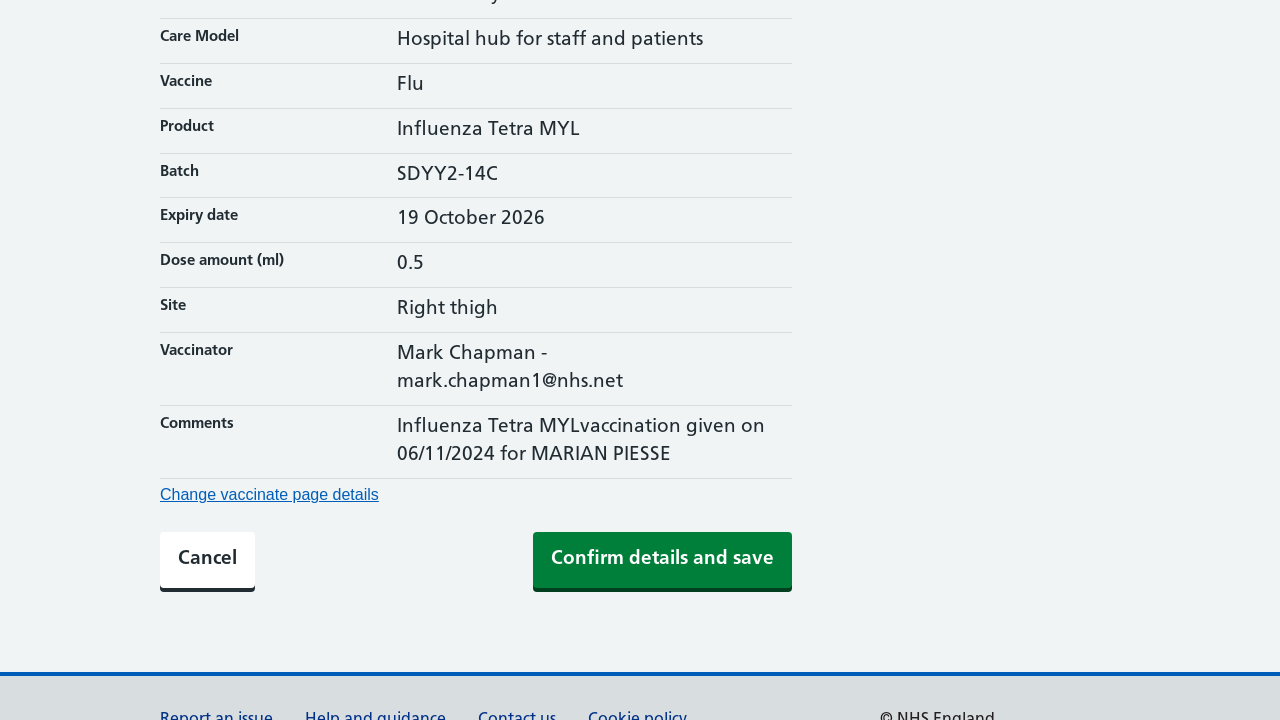 Care Model
Hospital hub for staff and patients
Vaccine
Flu
Product
Influenza Tetra MYL
Batch
SDYY2-14C
Expiry date
19 October 2026
Dose amount (ml)
0.5
Site
Right thigh
Vaccinator
Mark Chapman -
mark.chapman1@nhs.net
Comments
Influenza Tetra MYLvaccination given on
06/11/2024 for MARIAN PIESSE
Change vaccinate page details
Cancel
Confirm details and save
Report an issue
Help and guidance
Contact us
Cookie policy
© NHS England